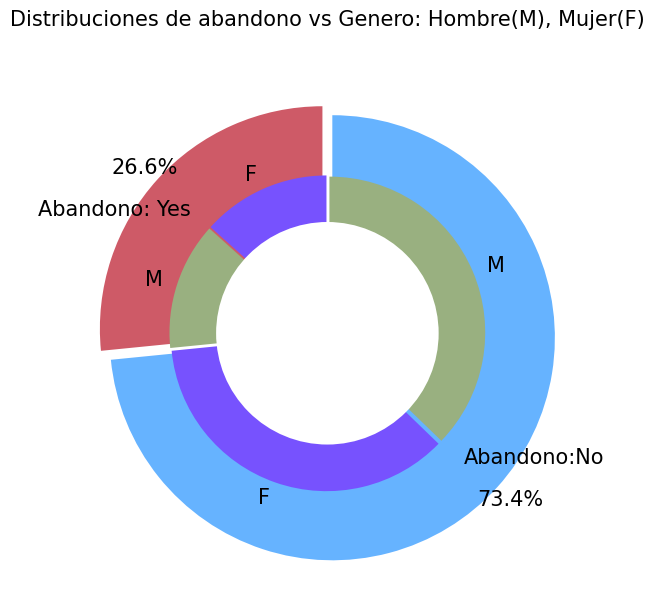 Distribuciones de abandono vs Genero: Hombre(M), Mujer(F)
26.6%
F
Abandono: Yes
M
M
Abandono:No
F
73.4%